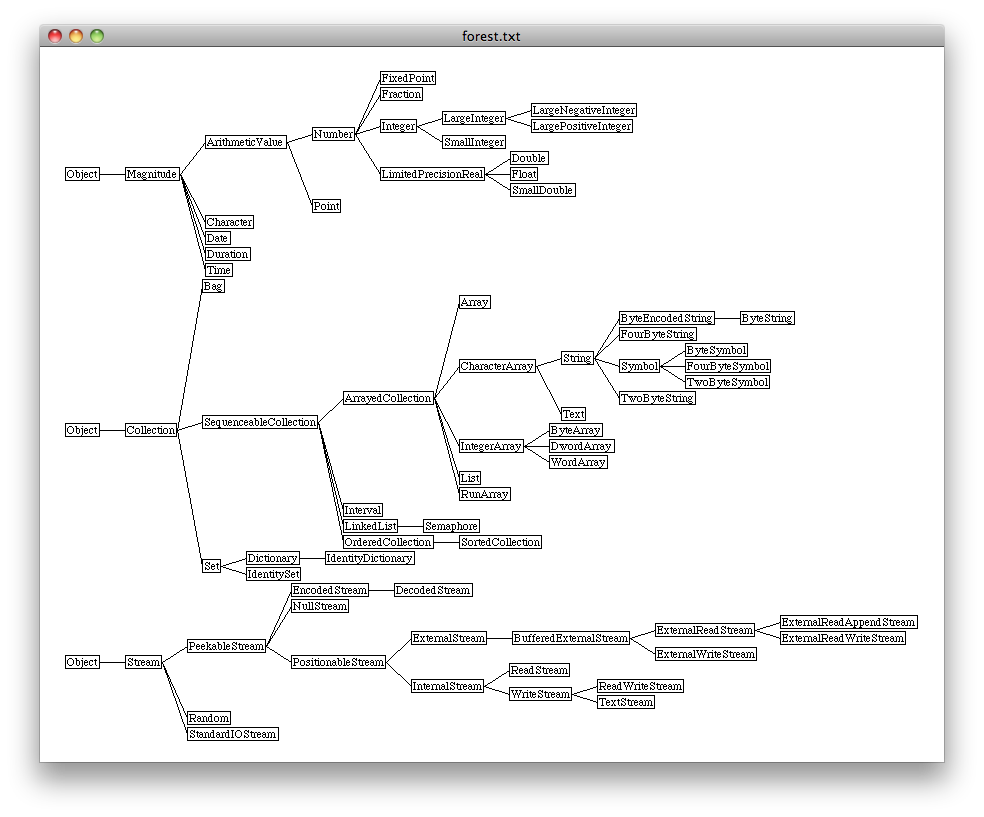 forest.txt
FixedPoint
Fraction
LargeNegativeInteger
LargeInteger
Integer
LargePositiveInteger
Number
ArithmeticValue
SmallInteger
Double
Object
Magnitude
LimitedPrecisionReal
Float
SmallDouble
Point
Character
Date
Duration
Time
Bag
Array
ByteEncodedString
ByteString
FourByteString
ByteSymbol
String
CharacterArray
Symbol
FourByteSymbol
TwoByteSymbol
ArrayedCollection
TwoByteString
Text
SequenceableCollection
Object
Collection
ByteArray
IntegerArray
DwordArray
WordArray
List
RunArray
Interval
LinkedList
Semaphore
OrderedCollection
SortedCollection
Dictionary
IdentityDictionary
Set
IdentitySet
EncodedStream
DecodedStream
NullStream
ExternalReadAppendStream
ExternalReadStream
ExternalStream
BufferedExternalStream
ExternalReadWriteStream
PeekableStream
ExternalWriteStream
Object
Stream
PositionableStream
ReadStream
InternalStream
ReadWriteStream
WriteStream
TextStream
Random
StandardIOStream